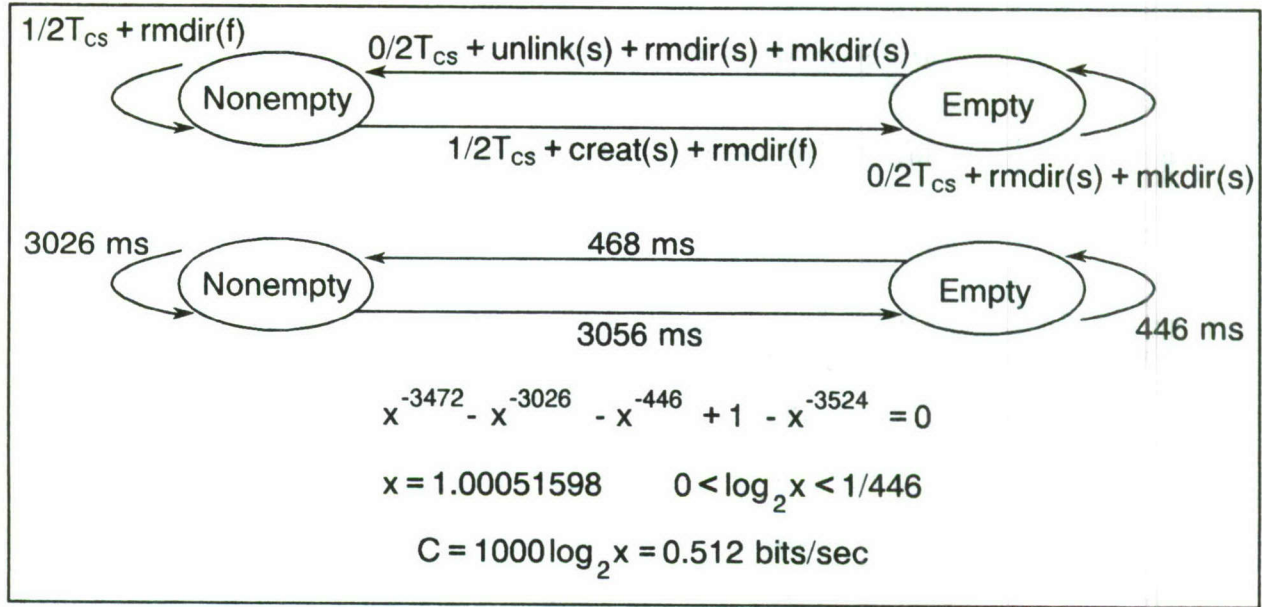 1/2T_cs + rmdir(f)
0/2T_cs + unlink(s) + rmdir(s) + mkdir(s)
Nonempty
Empty
1/2T_cs + creat(s) + rmdir(f)
0/2T_cs + rmdir(s) + mkdir(s)
3026 ms
468 ms
Nonempty
Empty
3056 ms
446 ms
x^-3472 - x^-3026 - x^-446 + 1 - x^-3524 = 0
x = 1.00051598 0 < log_2 x < 1/446
C = 1000 log_2 x = 0.512 bits/sec